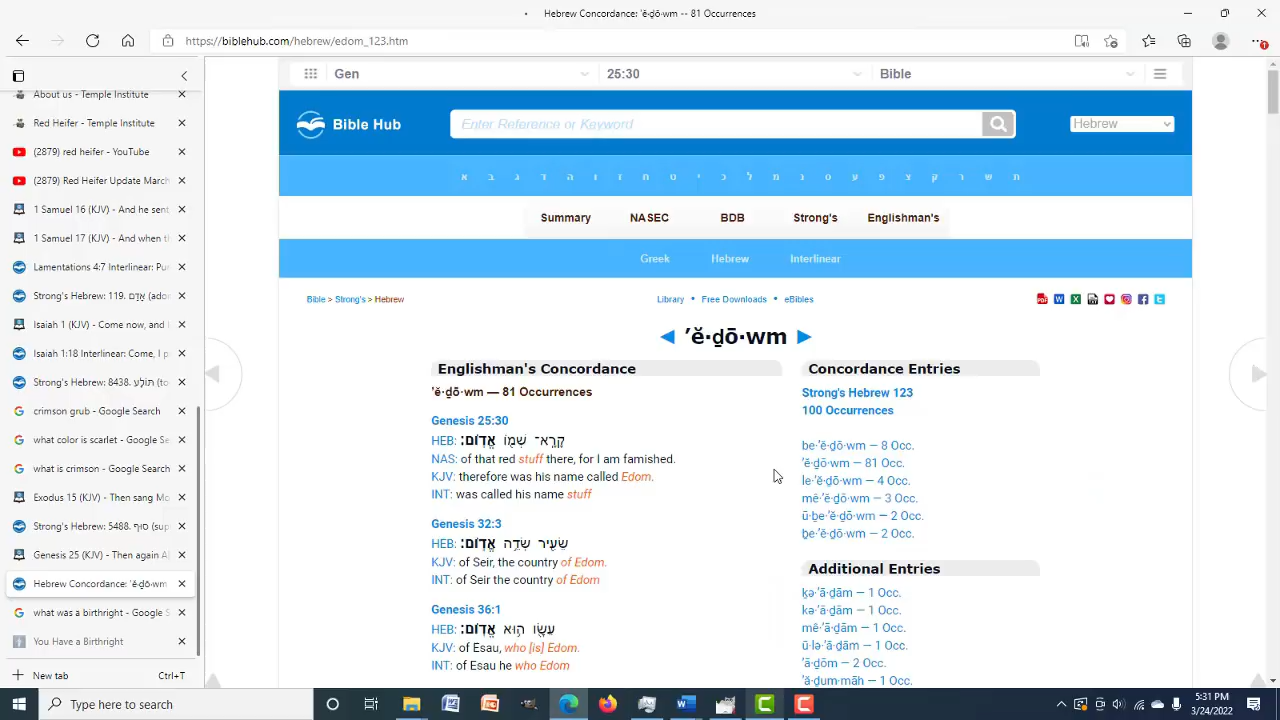 Hebrew Concordance: 'ĕ·ḏō·wm -- 81 Occurrences
https://biblehub.com/hebrew/edom_123.htm
About us - Temple Institute
Red Heifer - Temple Institute
(2879) red heifer - YouTube
(2879) Red Heifer Update March
1 Samuel 16 (KJV) - And he sent
1 Samuel 17 (KJV) - And when th
Lamentations 4:7 Interlinear: Pu
Strong's Hebrew: 119. אָדַם (adom
Isaiah 1 (KJV) - Come now, and l
Isaiah 1:18 Interlinear: Come, I p
Strong's Hebrew: 8438. תּוֹלָע (to
crimson grub - Google Search
what color is scarlet - Google Se
what is crimson - Google Search
Exodus 15 (KJV) - Then sang Mo
Strong's Hebrew: 5488. סוּף (cup
Genesis 25 (KJV) - Then again A
Hebrew Concordance: 'ĕ·ḏō·wm
what was a birthright - Google S
You Have a Birthright
New tab Ctrl
Gen 25:30 Bible
Bible Hub Enter Reference or Keyword Hebrew
א ב ג ד ה ו ז ח ט י כ ל מ נ ס ע פ צ ק ר ש ת
Summary NASEC BDB Strong's Englishman's
Greek Hebrew Interlinear
Bible > Strong's > Hebrew
Library • Free Downloads • eBibles
◄ 'ĕ·ḏō·wm ►
Englishman's Concordance
'ĕ·ḏō·wm — 81 Occurrences
Genesis 25:30
HEB: קָרָֽא־ שְׁמ֖וֹ אֱדֽוֹם׃
NAS: of that red stuff there, for I am famished.
KJV: therefore was his name called Edom.
INT: was called his name stuff
Genesis 32:3
HEB: שֵׂעִ֖יר שְׂדֵ֥ה אֱדֽוֹם׃
KJV: of Seir, the country of Edom.
INT: of Seir the country of Edom
Genesis 36:1
HEB: עֵשָׂ֖ו ה֥וּא אֱדֽוֹם׃
KJV: of Esau, who [is] Edom.
INT: of Esau he who Edom
Concordance Entries
Strong's Hebrew 123
100 Occurrences
be·'ĕ·ḏō·wm — 8 Occ.
'ĕ·ḏō·wm — 81 Occ.
le·'ĕ·ḏō·wm — 4 Occ.
mê·'ĕ·ḏō·wm — 3 Occ.
ū·ḇe·'ĕ·ḏō·wm — 2 Occ.
ḇe·'ĕ·ḏō·wm — 2 Occ.
Additional Entries
ḵə·'ā·ḏām — 1 Occ.
kə·'ā·ḏām — 1 Occ.
mê·'ā·ḏām — 1 Occ.
ū·lə·'ā·ḏām — 1 Occ.
'ā·ḏōm — 2 Occ.
'ă·ḏum·māh — 1 Occ.
Type here to search
5:31 PM
3/24/2022